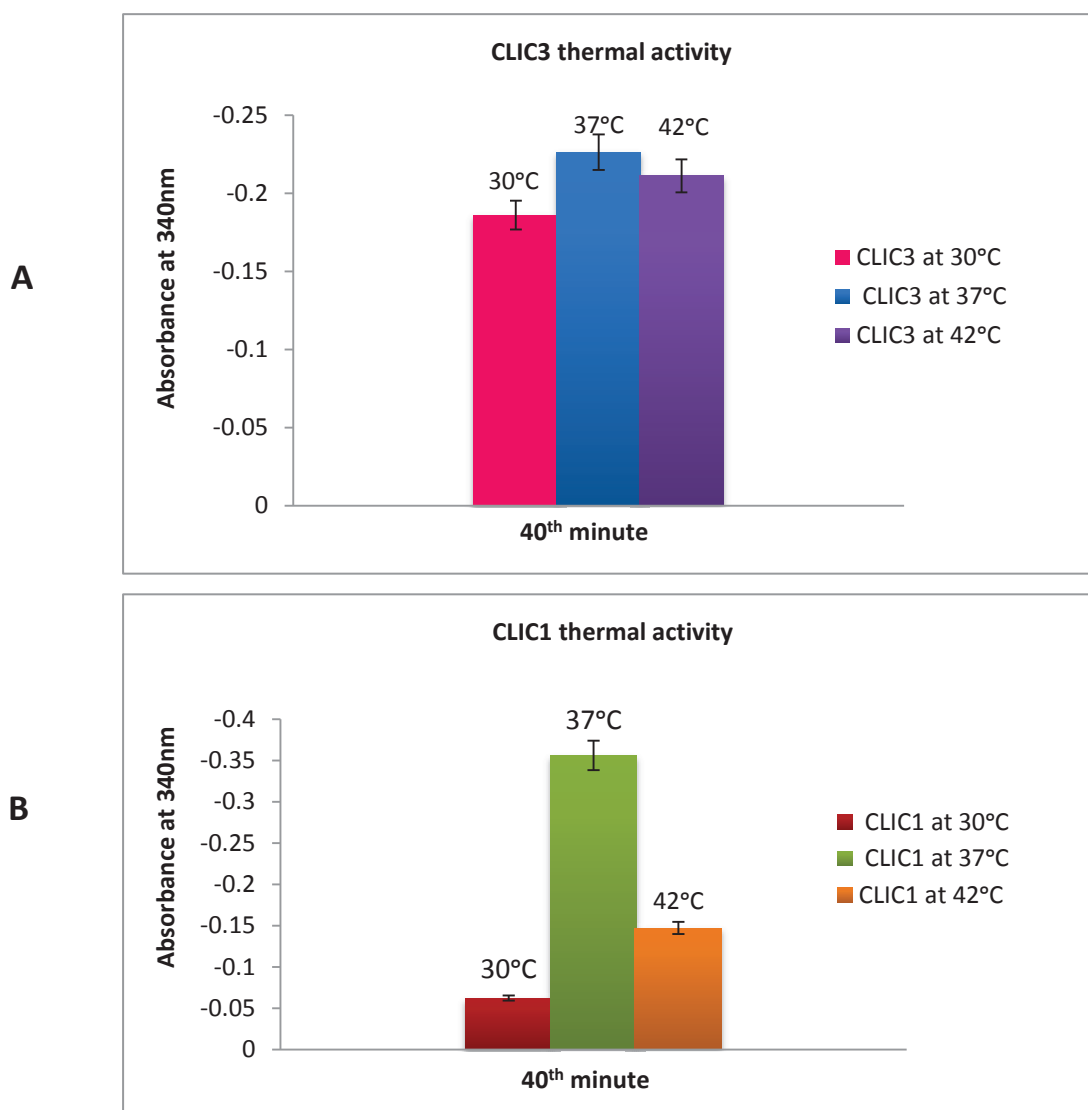 A
CLIC3 thermal activity
Absorbance at 340nm
-0.25
-0.2
-0.15
-0.1
-0.05
0
30°C
37°C
42°C
40th minute
CLIC3 at 30°C
CLIC3 at 37°C
CLIC3 at 42°C
B
CLIC1 thermal activity
Absorbance at 340nm
-0.4
-0.35
-0.3
-0.25
-0.2
-0.15
-0.1
-0.05
0
30°C
37°C
42°C
40th minute
CLIC1 at 30°C
CLIC1 at 37°C
CLIC1 at 42°C